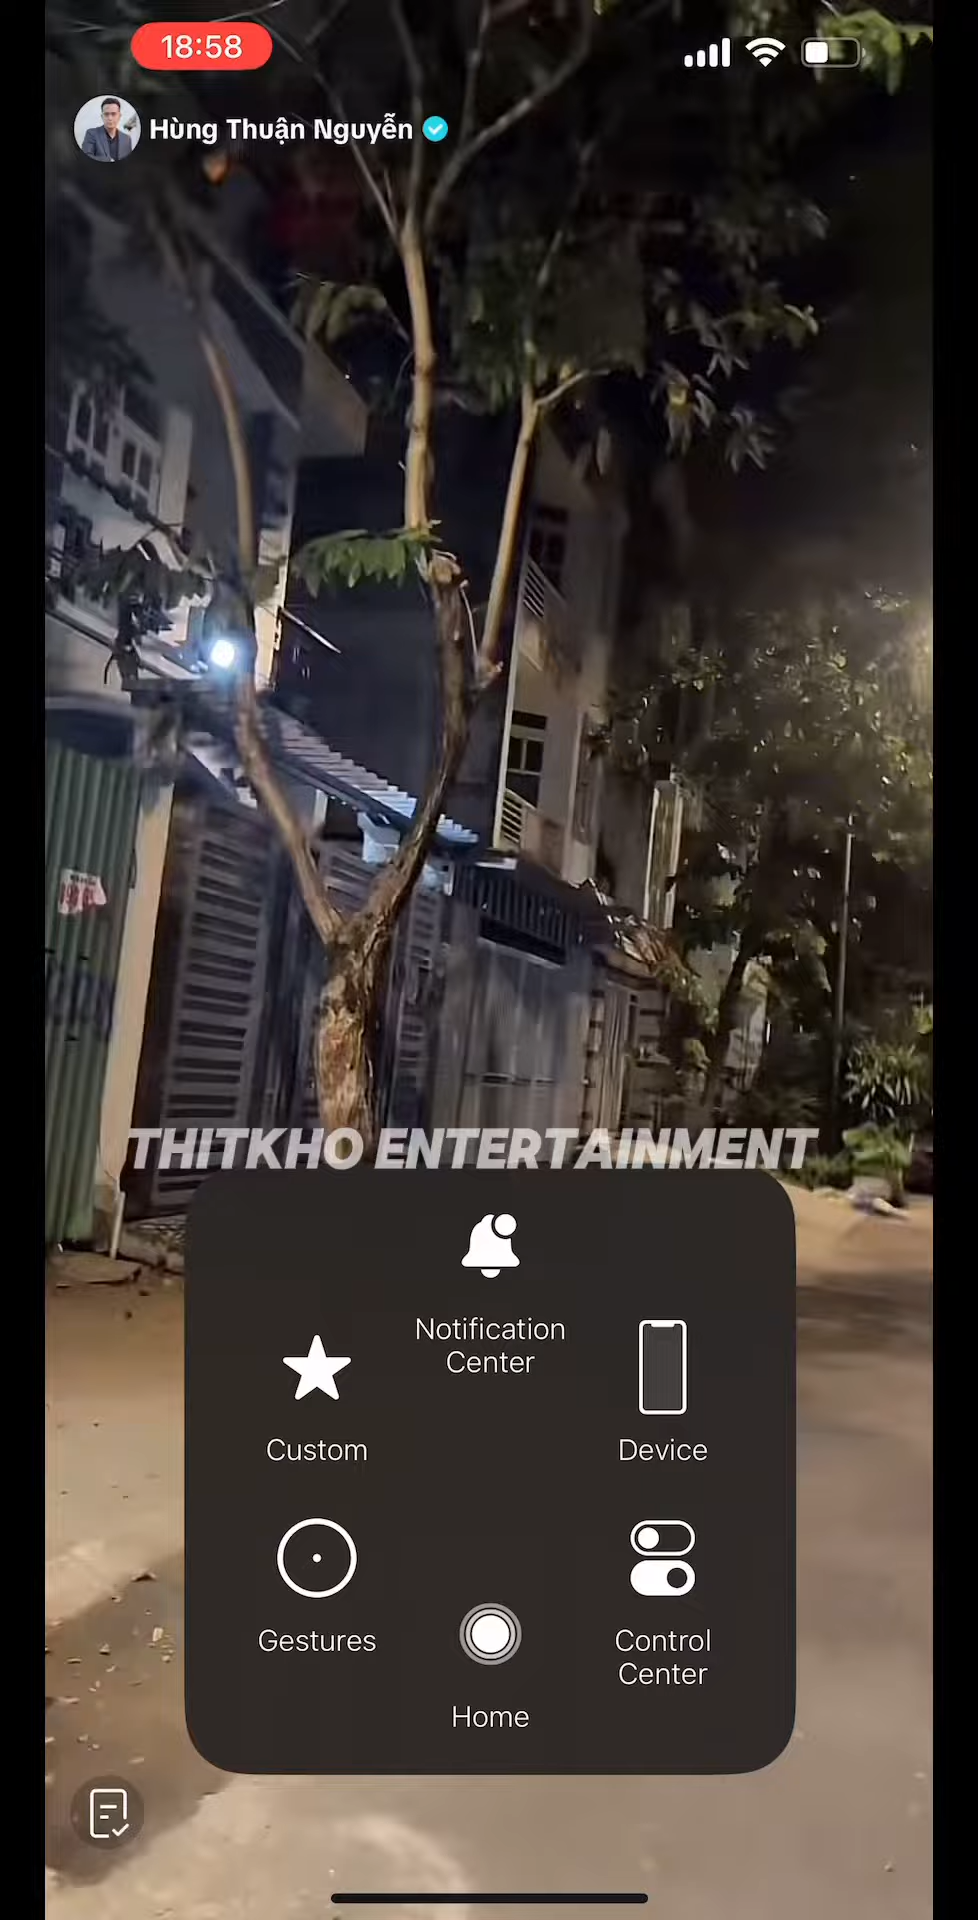 18:58
Hùng Thuận Nguyễn
THITKHO ENTERTAINMENT
Notification
Center
Custom
Device
Gestures
Control
Center
Home